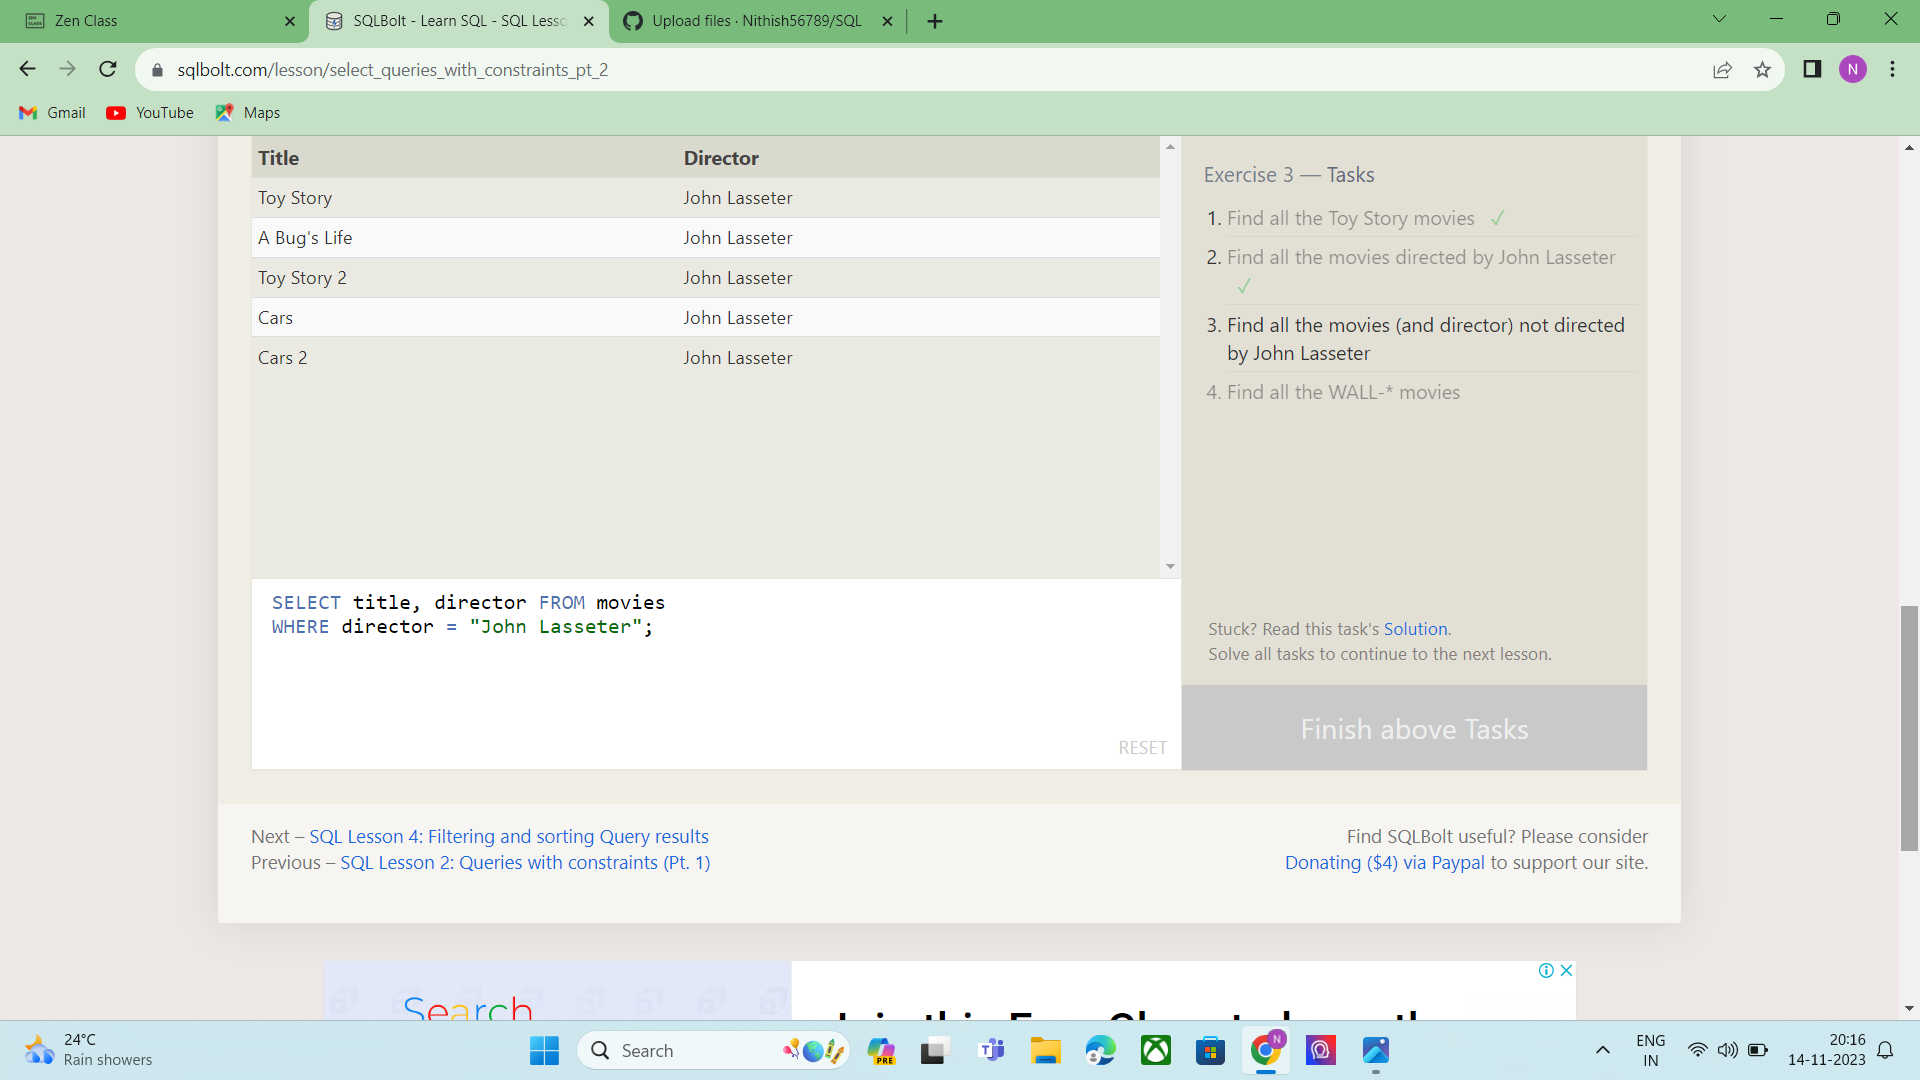 Zen Class
SQLBolt - Learn SQL - SQL Lesso
Upload files · Nithish56789/SQL
sqlbolt.com/lesson/select_queries_with_constraints_pt_2
N
Gmail
YouTube
Maps
Title Director
Toy Story John Lasseter
A Bug's Life John Lasseter
Toy Story 2 John Lasseter
Cars John Lasseter
Cars 2 John Lasseter
Exercise 3 — Tasks
1. Find all the Toy Story movies ✓
2. Find all the movies directed by John Lasseter
✓
3. Find all the movies (and director) not directed
by John Lasseter
4. Find all the WALL-* movies
SELECT title, director FROM movies
WHERE director = "John Lasseter";
RESET
Stuck? Read this task's Solution.
Solve all tasks to continue to the next lesson.
Finish above Tasks
Next – SQL Lesson 4: Filtering and sorting Query results
Previous – SQL Lesson 2: Queries with constraints (Pt. 1)
Find SQLBolt useful? Please consider
Donating ($4) via Paypal to support our site.
Search
24°C
Rain showers
Search
PRE
N
ENG
IN
20:16
14-11-2023